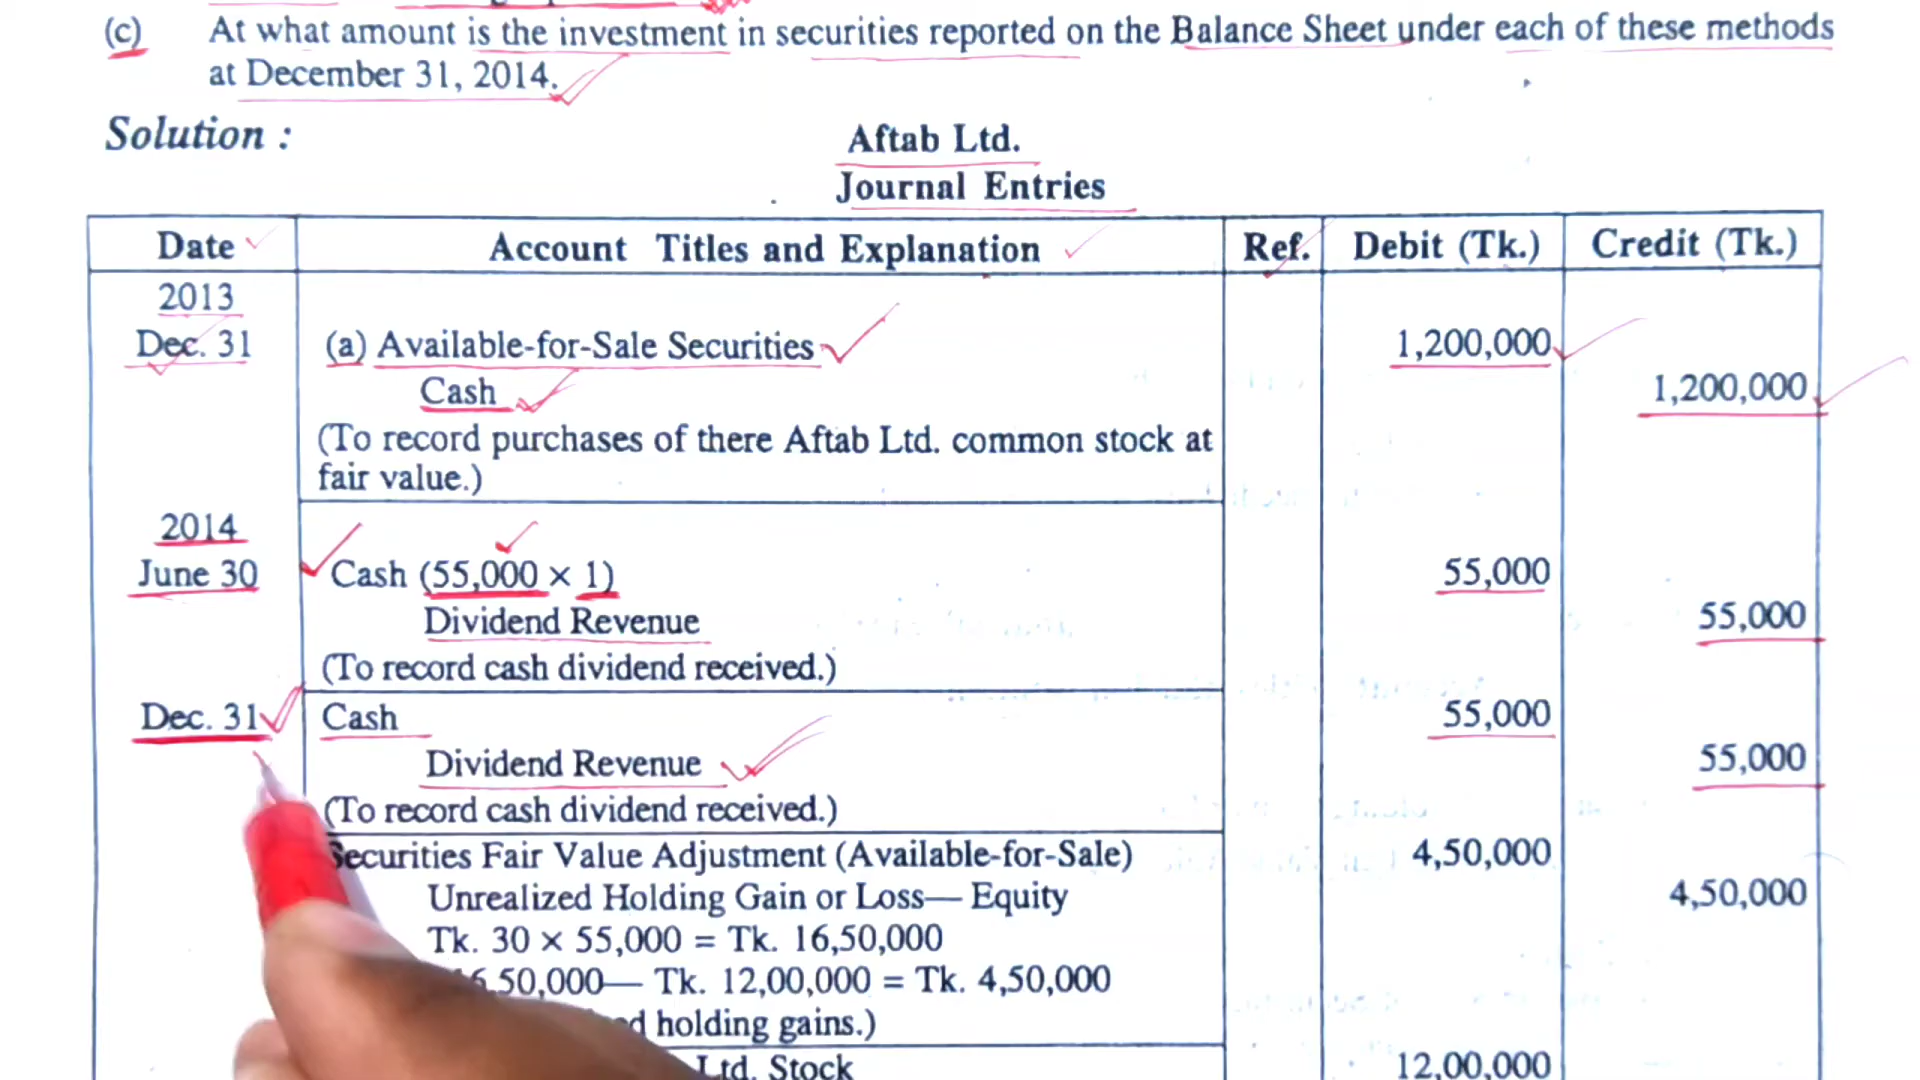 (c) At what amount is the investment in securities reported on the Balance Sheet under each of these methods
at December 31, 2014.
Solution :
Aftab Ltd.
Journal Entries
Date Account Titles and Explanation Ref. Debit (Tk.) Credit (Tk.)
2013
Dec. 31 (a) Available-for-Sale Securities 1,200,000
Cash 1,200,000
(To record purchases of there Aftab Ltd. common stock at
fair value.)
2014
June 30 Cash (55,000 × 1) 55,000
Dividend Revenue 55,000
(To record cash dividend received.)
Dec. 31 Cash 55,000
Dividend Revenue 55,000
(To record cash dividend received.)
Securities Fair Value Adjustment (Available-for-Sale) 4,50,000
Unrealized Holding Gain or Loss— Equity 4,50,000
Tk. 30 × 55,000 = Tk. 16,50,000
6,50,000— Tk. 12,00,000 = Tk. 4,50,000
holding gains.)
Ltd. Stock 12,00,000